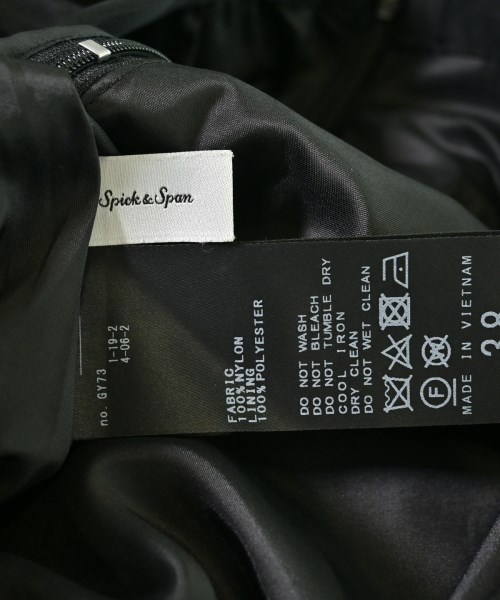 Spick & Span
no. GY73
1-19-2
4-06-2
FABRIC
100%NYLON
LINING
100%POLYESTER
DO NOT WASH
DO NOT BLEACH
DO NOT TUMBLE DRY
COOL IRON
DRY CLEAN
DO NOT WET CLEAN
F
W
MADE IN VIETNAM
38